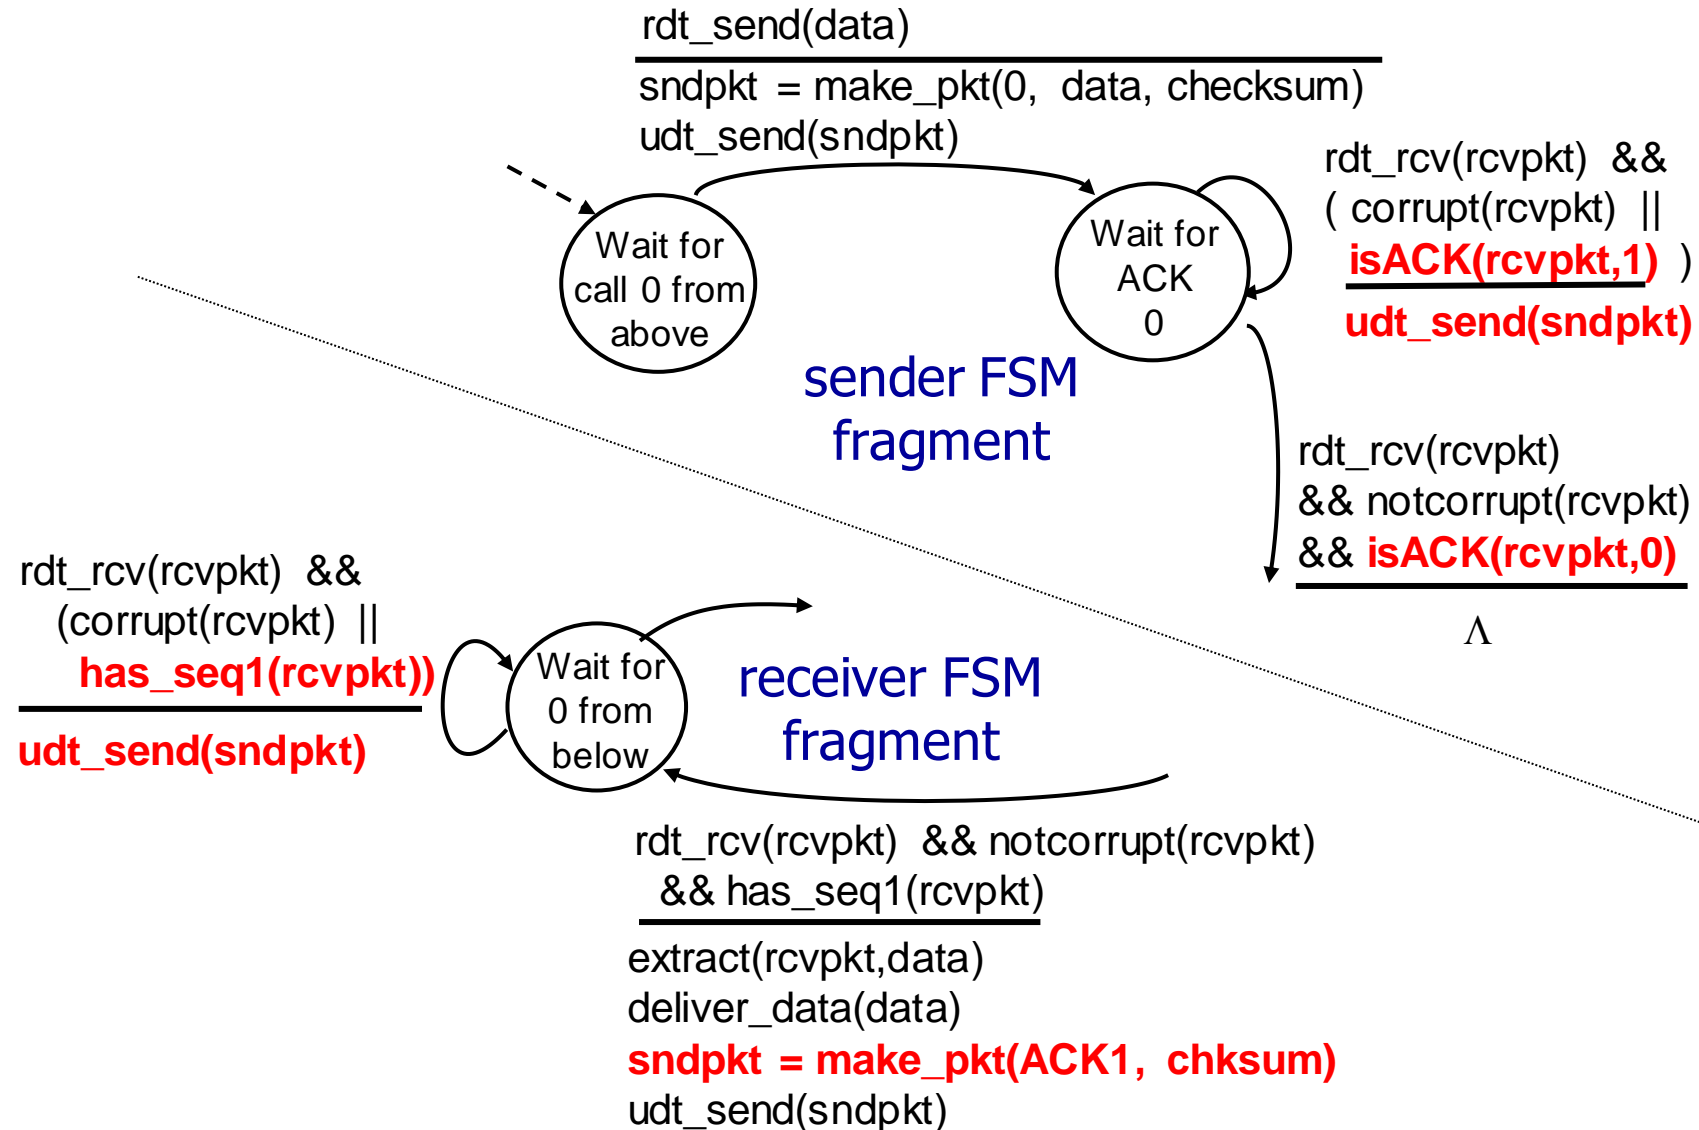 rdt_send(data)
sndpkt = make_pkt(0, data, checksum)
udt_send(sndpkt)
Wait for
call 0 from
above
Wait for
ACK
0
rdt_rcv(rcvpkt) &&
( corrupt(rcvpkt) ||
isACK(rcvpkt,1) )
udt_send(sndpkt)
sender FSM
fragment
rdt_rcv(rcvpkt)
&& notcorrupt(rcvpkt)
&& isACK(rcvpkt,0)
Λ
rdt_rcv(rcvpkt) &&
(corrupt(rcvpkt) ||
has_seq1(rcvpkt))
udt_send(sndpkt)
Wait for
0 from
below
receiver FSM
fragment
rdt_rcv(rcvpkt) && notcorrupt(rcvpkt)
&& has_seq1(rcvpkt)
extract(rcvpkt,data)
deliver_data(data)
sndpkt = make_pkt(ACK1, chksum)
udt_send(sndpkt)